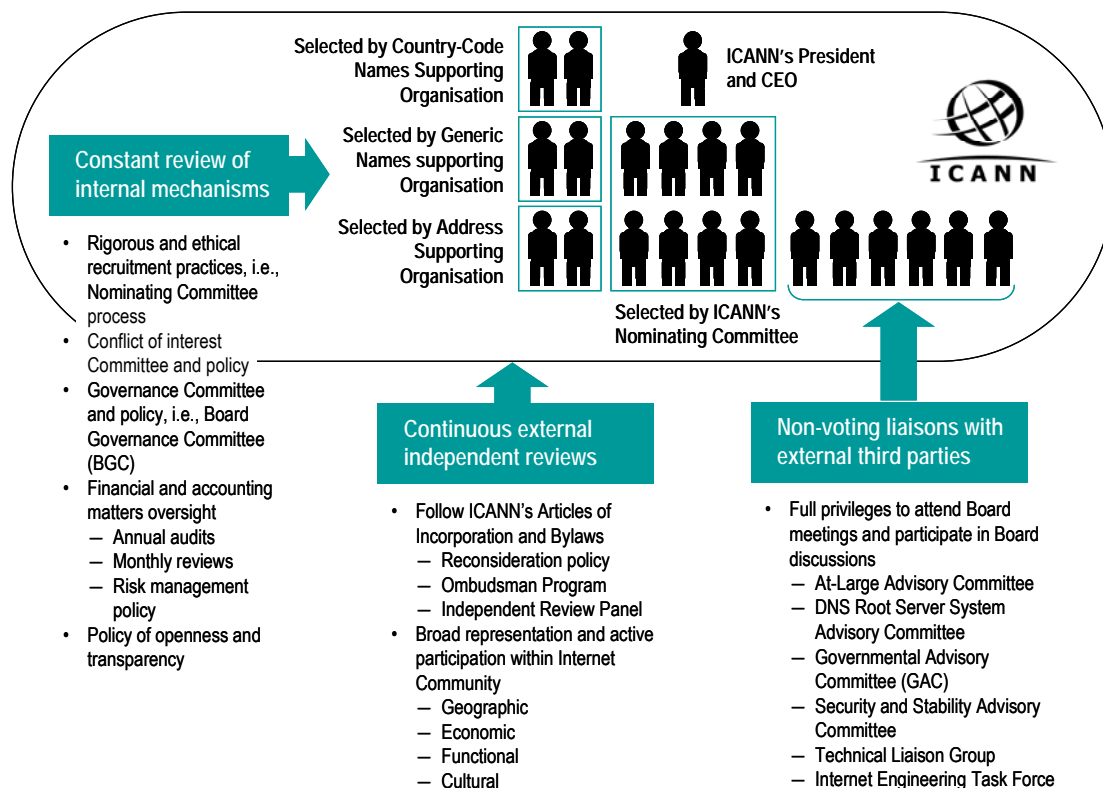 Selected by Country-Code
Names Supporting
Organisation
ICANN's President
and CEO
ICANN
Selected by Generic
Names supporting
Organisation
Selected by Address
Supporting
Organisation
Selected by ICANN's
Nominating Committee
Constant review of
internal mechanisms
• Rigorous and ethical
recruitment practices, i.e.,
Nominating Committee
process
• Conflict of interest
Committee and policy
• Governance Committee
and policy, i.e., Board
Governance Committee
(BGC)
• Financial and accounting
matters oversight
— Annual audits
— Monthly reviews
— Risk management
policy
• Policy of openness and
transparency
Continuous external
independent reviews
• Follow ICANN's Articles of
Incorporation and Bylaws
— Reconsideration policy
— Ombudsman Program
— Independent Review Panel
• Broad representation and active
participation within Internet
Community
— Geographic
— Economic
— Functional
— Cultural
Non-voting liaisons with
external third parties
• Full privileges to attend Board
meetings and participate in Board
discussions
— At-Large Advisory Committee
— DNS Root Server System
Advisory Committee
— Governmental Advisory
Committee (GAC)
— Security and Stability Advisory
Committee
— Technical Liaison Group
— Internet Engineering Task Force